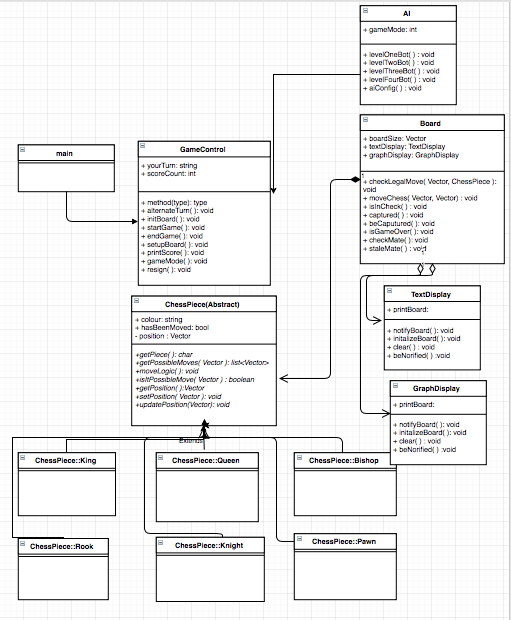 AI
+ gameMode: int
+ levelOneBot( ) : void
+ levelTwoBot( ) : void
+ levelThreeBot( ) : void
+ levelFourBot( ) : void
+ aiConfig( ) : void
Board
+ boardSize: Vector
+ textDisplay: TextDisplay
+ graphDisplay: GraphDisplay
+ checkLegalMove( Vector, ChessPiece ):
void
+ moveChess( Vector, Vector) : void
+ isInCheck( ) : void
+ captured( ) : void
+ beCaputured( ) : void
+ isGameOver( ) : void
+ checkMate( ) : void
+ staleMate( ) : void
main
GameControl
+ yourTurn: string
+ scoreCount: int
+ method(type): type
+ alternateTurn( ): void
+ initBoard( ) : void
+ startGame( ) : void
+ endGame( ) : void
+ setupBoard( ) : void
+ printScore( ) : void
+ gameMode( ) : void
+ resign( ) : void
ChessPiece(Abstract)
+ colour: string
+ hasBeenMoved: bool
- position : Vector
+getPiece( ): char
+getPossibleMoves( Vector ): list<Vector>
+moveLogic( ): void
+isItPossibleMove( Vector ) : boolean
+getPosition( ):Vector
+setPosition( Vector ): void
+updatePosition(Vector): void
TextDisplay
+ printBoard:
+ notifyBoard( ): void
+ initalizeBoard( ): void
+ clear( ) : void
+ beNorified( ) :void
GraphDisplay
+ printBoard:
+ notifyBoard( ): void
+ initalizeBoard( ): void
+ clear( ) : void
+ beNorified( ) :void
Extends
ChessPiece::King
ChessPiece::Queen
ChessPiece::Bishop
ChessPiece::Rook
ChessPiece::Knight
ChessPiece::Pawn